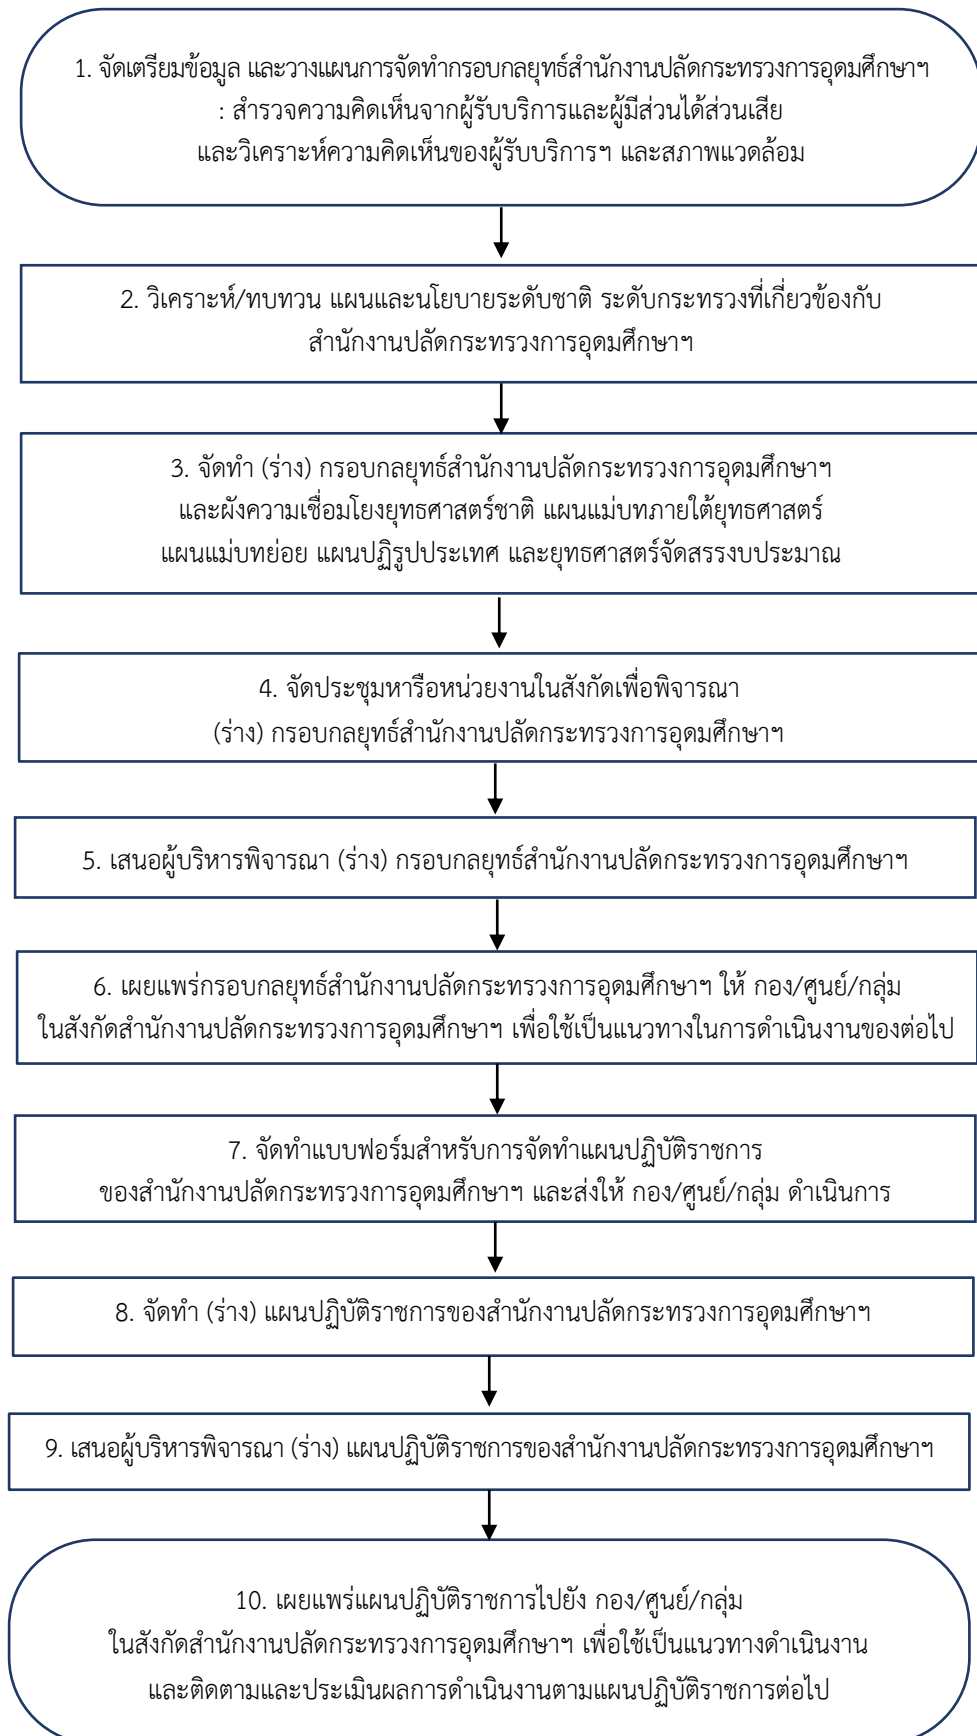 1. จัดเตรียมข้อมูล และวางแผนการจัดทำกรอบกลยุทธ์สำนักงานปลัดกระทรวงการอุดมศึกษาฯ
: สำรวจความคิดเห็นจากผู้รับบริการและผู้มีส่วนได้ส่วนเสีย
และวิเคราะห์ความคิดเห็นของผู้รับบริการฯ และสภาพแวดล้อม
2. วิเคราะห์/ทบทวน แผนและนโยบายระดับชาติ ระดับกระทรวงที่เกี่ยวข้องกับ
สำนักงานปลัดกระทรวงการอุดมศึกษาฯ
3. จัดทำ (ร่าง) กรอบกลยุทธ์สำนักงานปลัดกระทรวงการอุดมศึกษาฯ
และผังความเชื่อมโยงยุทธศาสตร์ชาติ แผนแม่บทภายใต้ยุทธศาสตร์
แผนแม่บทย่อย แผนปฏิรูปประเทศ และยุทธศาสตร์จัดสรรงบประมาณ
4. จัดประชุมหารือหน่วยงานในสังกัดเพื่อพิจารณา
(ร่าง) กรอบกลยุทธ์สำนักงานปลัดกระทรวงการอุดมศึกษาฯ
5. เสนอผู้บริหารพิจารณา (ร่าง) กรอบกลยุทธ์สำนักงานปลัดกระทรวงการอุดมศึกษาฯ
6. เผยแพร่กรอบกลยุทธ์สำนักงานปลัดกระทรวงการอุดมศึกษาฯ ให้ กอง/ศูนย์/กลุ่ม
ในสังกัดสำนักงานปลัดกระทรวงการอุดมศึกษาฯ เพื่อใช้เป็นแนวทางในการดำเนินงานของต่อไป
7. จัดทำแบบฟอร์มสำหรับการจัดทำแผนปฏิบัติราชการ
ของสำนักงานปลัดกระทรวงการอุดมศึกษาฯ และส่งให้ กอง/ศูนย์/กลุ่ม ดำเนินการ
8. จัดทำ (ร่าง) แผนปฏิบัติราชการของสำนักงานปลัดกระทรวงการอุดมศึกษาฯ
9. เสนอผู้บริหารพิจารณา (ร่าง) แผนปฏิบัติราชการของสำนักงานปลัดกระทรวงการอุดมศึกษาฯ
10. เผยแพร่แผนปฏิบัติราชการไปยัง กอง/ศูนย์/กลุ่ม
ในสังกัดสำนักงานปลัดกระทรวงการอุดมศึกษาฯ เพื่อใช้เป็นแนวทางดำเนินงาน
และติดตามและประเมินผลการดำเนินงานตามแผนปฏิบัติราชการต่อไป